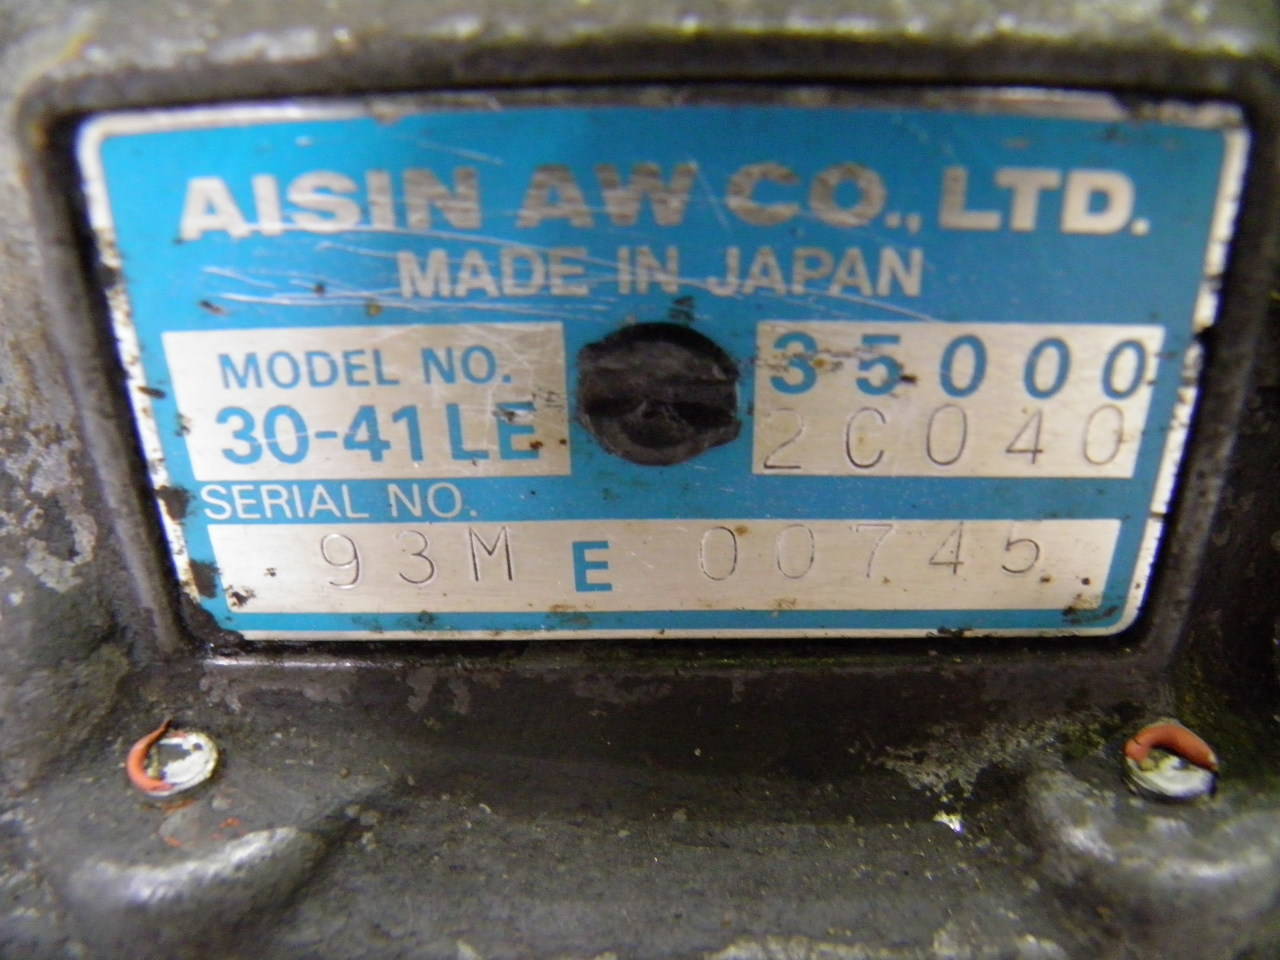 AISIN AW CO., LTD.
MADE IN JAPAN
MODEL NO.
30-41LE
35000
2C040
SERIAL NO.
93M E 00745